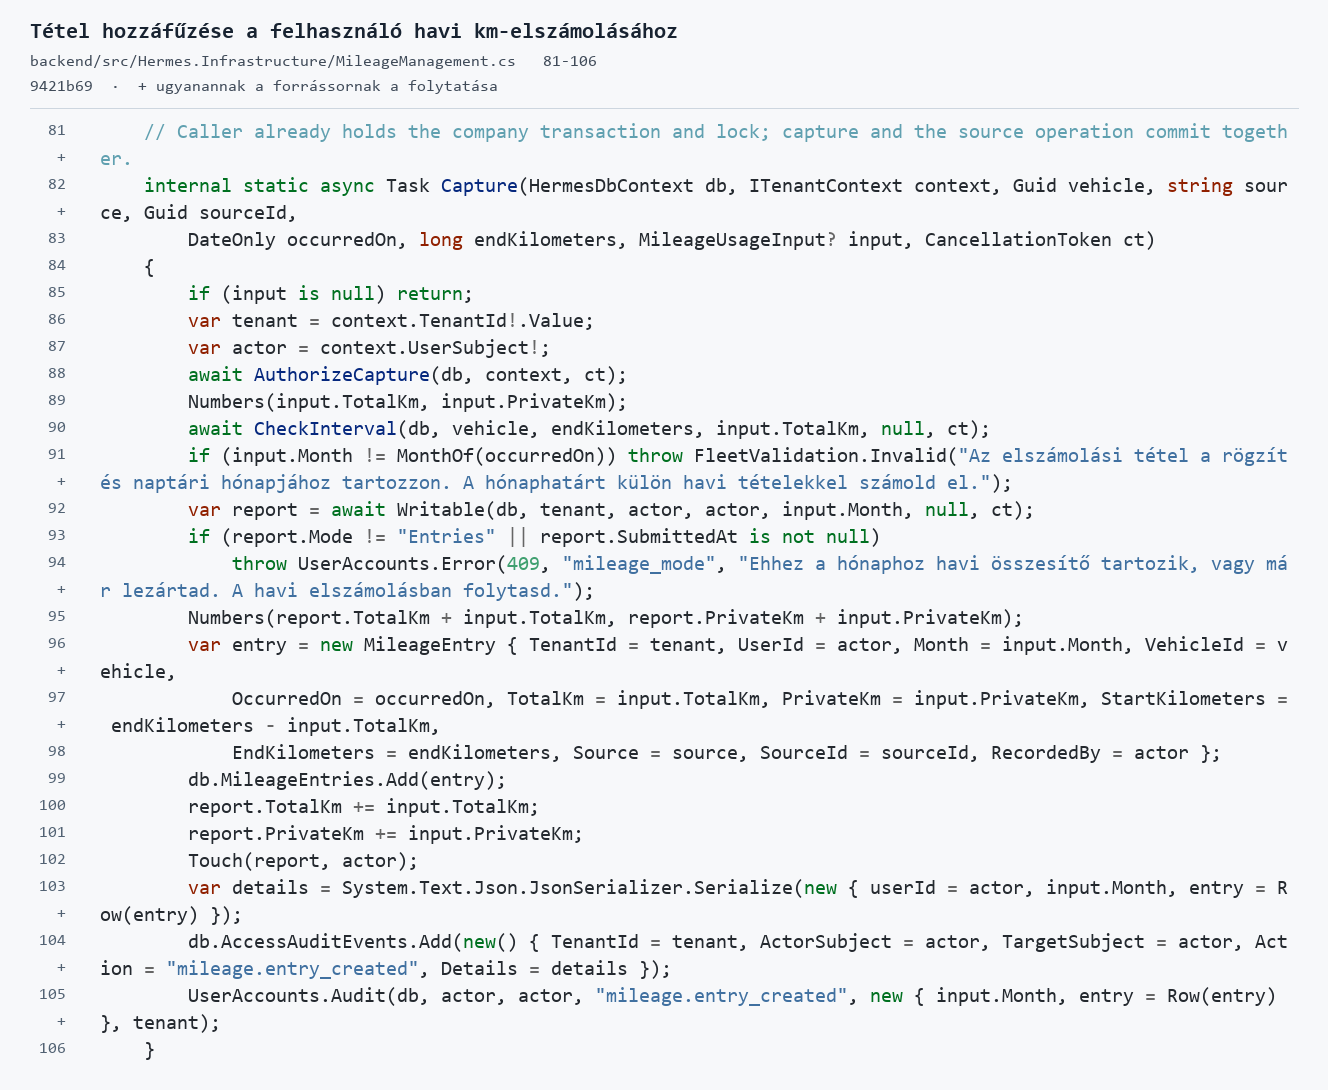 Tétel hozzáfűzése a felhasználó havi km-elszámolásához
backend/src/Hermes.Infrastructure/MileageManagement.cs   81-106
9421b69  ·  + ugyanannak a forrássornak a folytatása
81     // Caller already holds the company transaction and lock; capture and the source operation commit togeth
+ er.
82     internal static async Task Capture(HermesDbContext db, ITenantContext context, Guid vehicle, string sour
+ ce, Guid sourceId,
83         DateOnly occurredOn, long endKilometers, MileageUsageInput? input, CancellationToken ct)
84     {
85         if (input is null) return;
86         var tenant = context.TenantId!.Value;
87         var actor = context.UserSubject!;
88         await AuthorizeCapture(db, context, ct);
89         Numbers(input.TotalKm, input.PrivateKm);
90         await CheckInterval(db, vehicle, endKilometers, input.TotalKm, null, ct);
91         if (input.Month != MonthOf(occurredOn)) throw FleetValidation.Invalid("Az elszámolási tétel a rögzít
+ és naptári hónapjához tartozzon. A hónaphatárt külön havi tételekkel számold el.");
92         var report = await Writable(db, tenant, actor, actor, input.Month, null, ct);
93         if (report.Mode != "Entries" || report.SubmittedAt is not null)
94             throw UserAccounts.Error(409, "mileage_mode", "Ehhez a hónaphoz havi összesítő tartozik, vagy má
+ r lezártad. A havi elszámolásban folytasd.");
95         Numbers(report.TotalKm + input.TotalKm, report.PrivateKm + input.PrivateKm);
96         var entry = new MileageEntry { TenantId = tenant, UserId = actor, Month = input.Month, VehicleId = v
+ ehicle,
97             OccurredOn = occurredOn, TotalKm = input.TotalKm, PrivateKm = input.PrivateKm, StartKilometers =
+  endKilometers - input.TotalKm,
98             EndKilometers = endKilometers, Source = source, SourceId = sourceId, RecordedBy = actor };
99         db.MileageEntries.Add(entry);
100         report.TotalKm += input.TotalKm;
101         report.PrivateKm += input.PrivateKm;
102         Touch(report, actor);
103         var details = System.Text.Json.JsonSerializer.Serialize(new { userId = actor, input.Month, entry = R
+ ow(entry) });
104         db.AccessAuditEvents.Add(new() { TenantId = tenant, ActorSubject = actor, TargetSubject = actor, Act
+ ion = "mileage.entry_created", Details = details });
105         UserAccounts.Audit(db, actor, actor, "mileage.entry_created", new { input.Month, entry = Row(entry)
+ }, tenant);
106     }